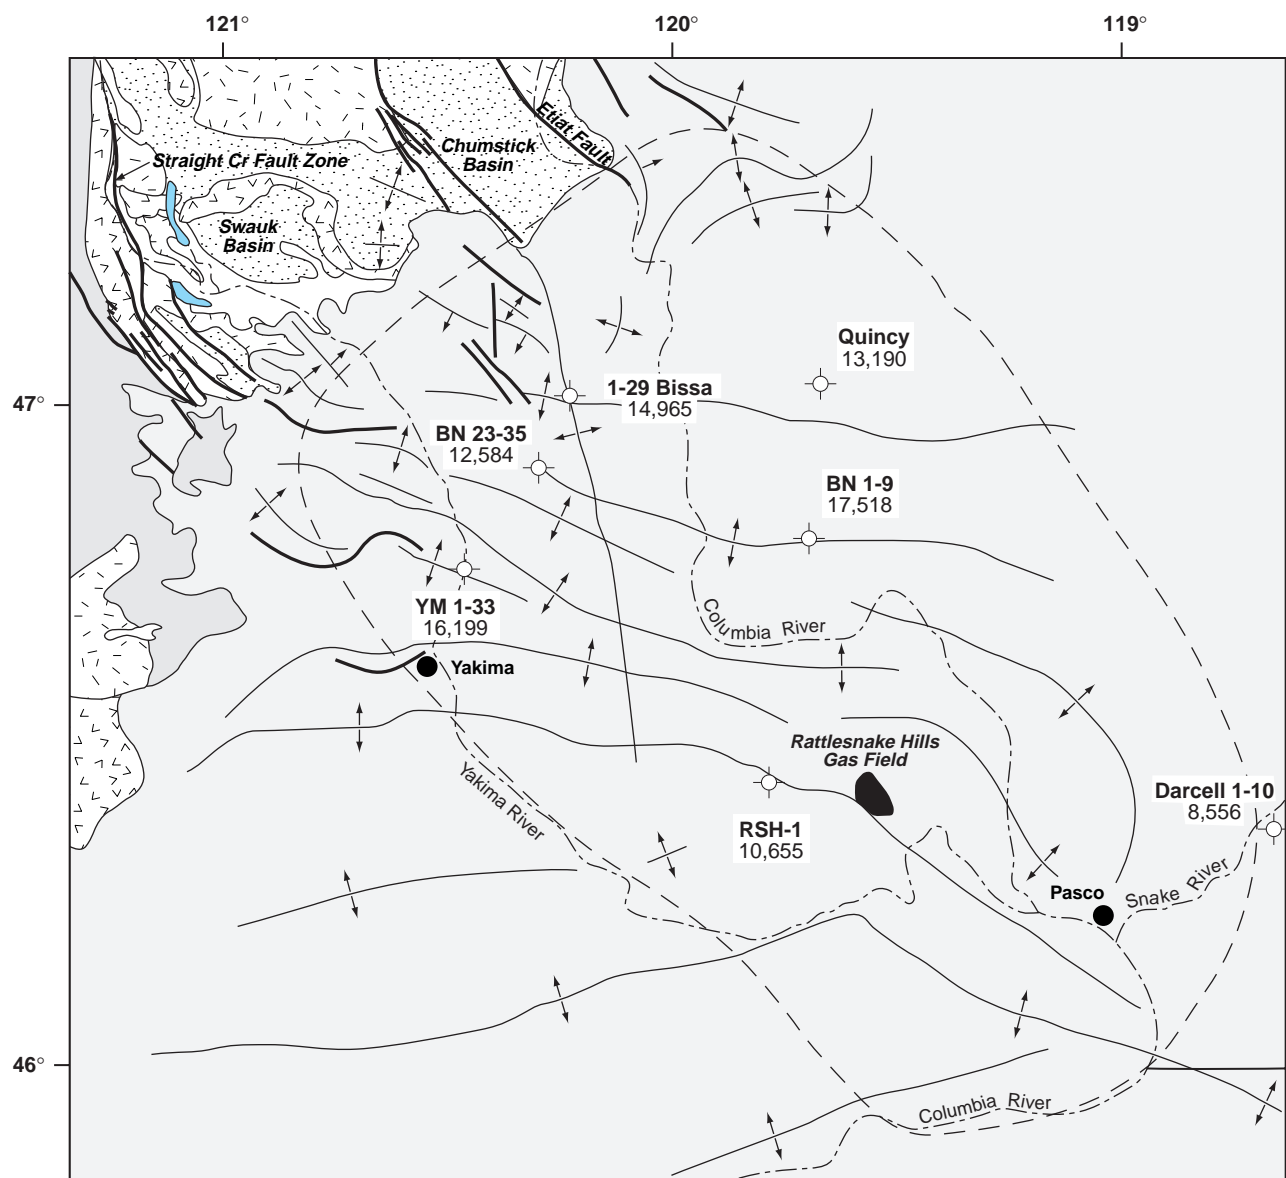 121° 120° 119°
Etiat Fault
Straight Cr Fault Zone
Chumstick
Basin
Swauk
Basin
Quincy
13,190
47°
1-29 Bissa
14,965
BN 23-35
12,584
BN 1-9
17,518
YM 1-33
16,199
Columbia River
Yakima
Rattlesnake Hills
Gas Field
Yakima River
Darcell 1-10
8,556
RSH-1
10,655
Pasco
Snake River
46°
Columbia River